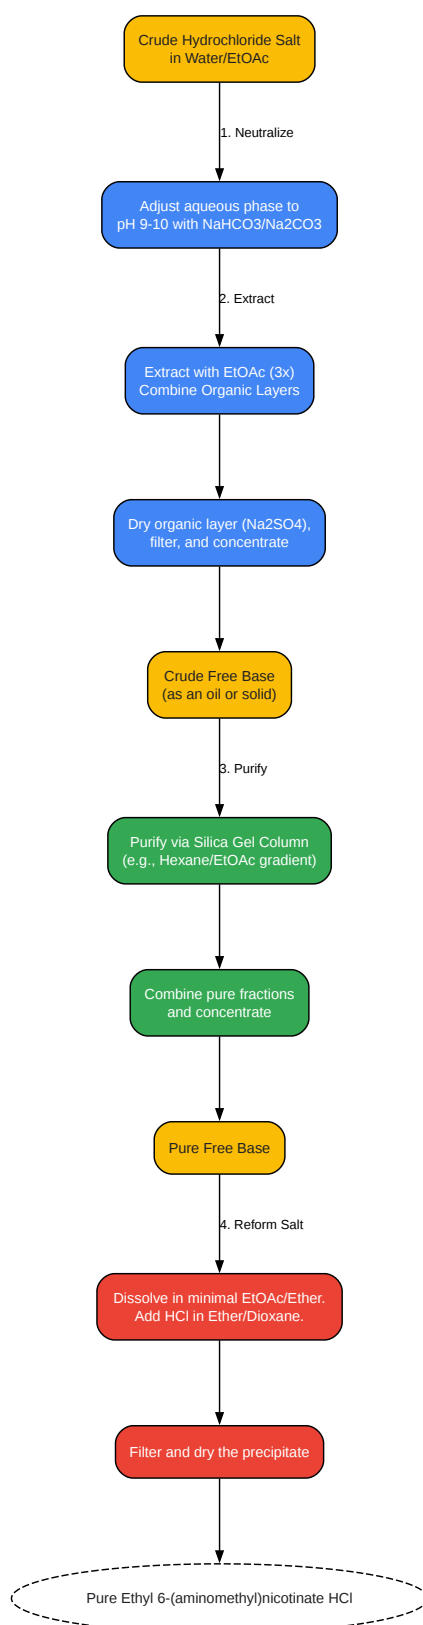 Crude Hydrochloride Salt
in Water/EtOAc
1. Neutralize
Adjust aqueous phase to
pH 9-10 with NaHCO3/Na2CO3
2. Extract
Extract with EtOAc (3x)
Combine Organic Layers
Dry organic layer (Na2SO4),
filter, and concentrate
Crude Free Base
(as an oil or solid)
3. Purify
Purify via Silica Gel Column
(e.g., Hexane/EtOAc gradient)
Combine pure fractions
and concentrate
Pure Free Base
4. Reform Salt
Dissolve in minimal EtOAc/Ether.
Add HCl in Ether/Dioxane.
Filter and dry the precipitate
Pure Ethyl 6-(aminomethyl)nicotinate HCl